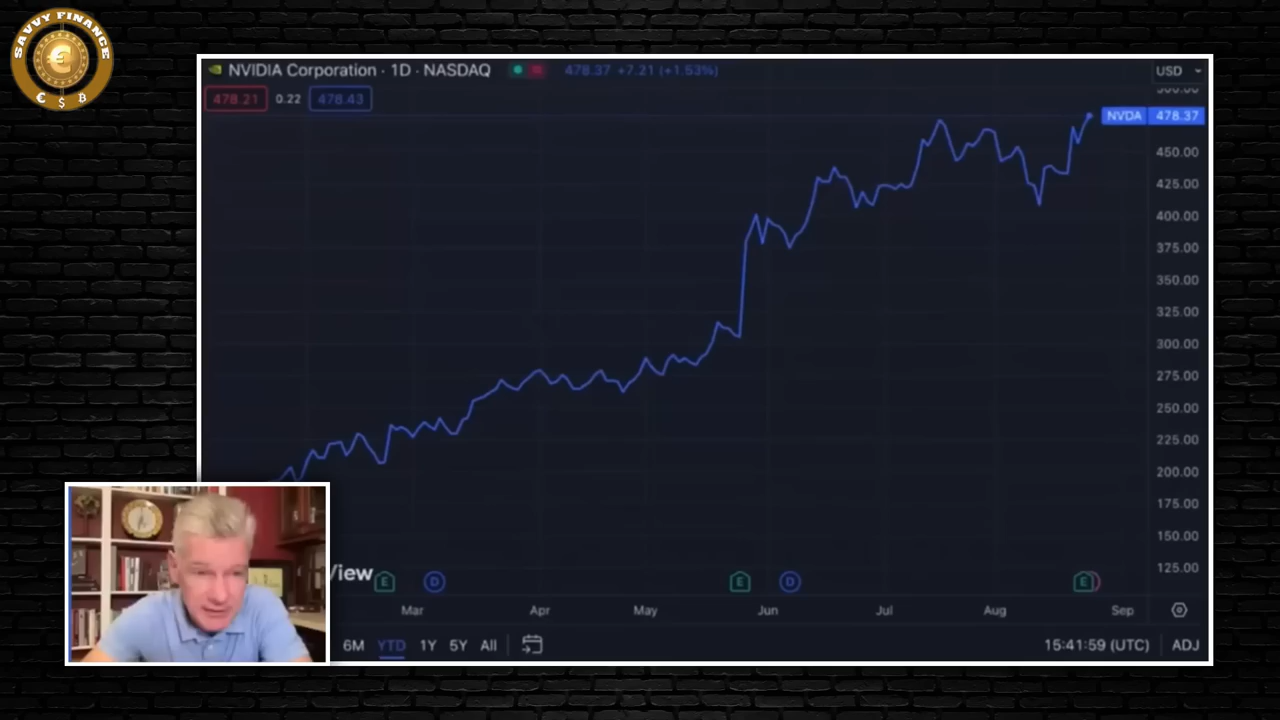 SAVVY FINANCE
€
€ $ ₿
NVIDIA Corporation · 1D · NASDAQ 478.37 +7.21 (+1.53%) USD
478.21 0.22 478.43
500.00
NVDA 478.37
450.00
425.00
400.00
375.00
350.00
325.00
300.00
275.00
250.00
225.00
200.00
175.00
150.00
125.00
View
E D E D E
Mar Apr May Jun Jul Aug Sep
6M YTD 1Y 5Y All 15:41:59 (UTC) ADJ